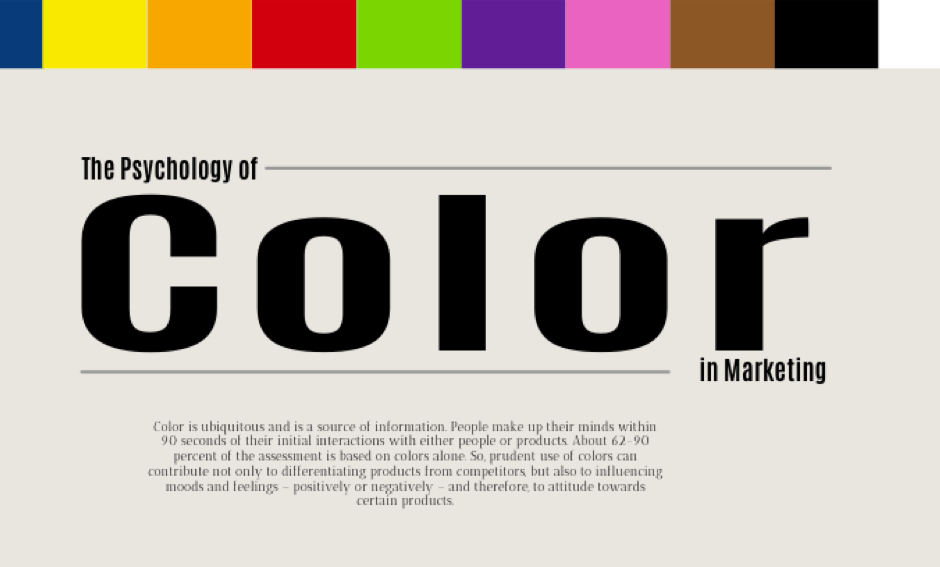 The Psychology of
Color
in Marketing
Color is ubiquitous and is a source of information. People make up their minds within
90 seconds of their initial interactions with either people or products. About 62-90
percent of the assessment is based on colors alone. So, prudent use of colors can
contribute not only to differentiating products from competitors, but also to influencing
moods and feelings – positively or negatively – and therefore, to attitude towards
certain products.